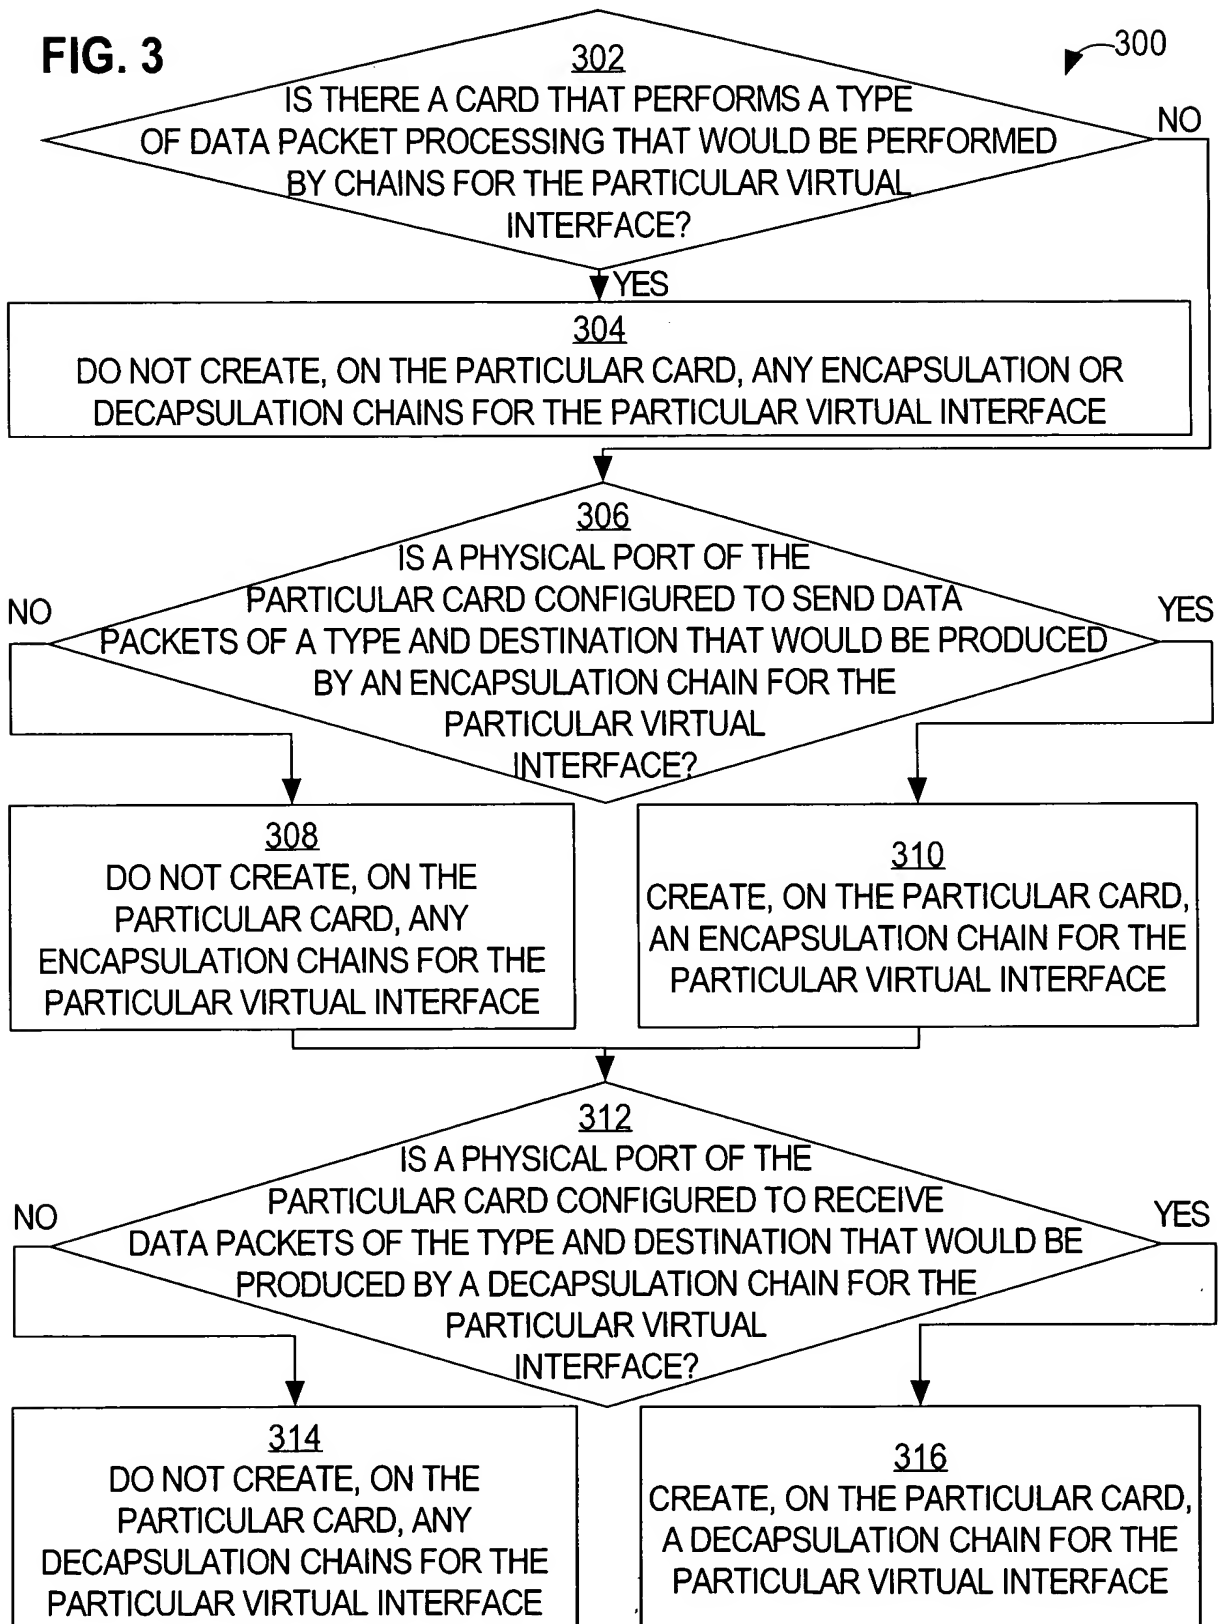 FIG. 3
300
302
IS THERE A CARD THAT PERFORMS A TYPE
OF DATA PACKET PROCESSING THAT WOULD BE PERFORMED
BY CHAINS FOR THE PARTICULAR VIRTUAL
INTERFACE?
NO
YES
304
DO NOT CREATE, ON THE PARTICULAR CARD, ANY ENCAPSULATION OR
DECAPSULATION CHAINS FOR THE PARTICULAR VIRTUAL INTERFACE
306
IS A PHYSICAL PORT OF THE
PARTICULAR CARD CONFIGURED TO SEND DATA
PACKETS OF A TYPE AND DESTINATION THAT WOULD BE PRODUCED
BY AN ENCAPSULATION CHAIN FOR THE
PARTICULAR VIRTUAL
INTERFACE?
NO
YES
308
DO NOT CREATE, ON THE
PARTICULAR CARD, ANY
ENCAPSULATION CHAINS FOR THE
PARTICULAR VIRTUAL INTERFACE
310
CREATE, ON THE PARTICULAR CARD,
AN ENCAPSULATION CHAIN FOR THE
PARTICULAR VIRTUAL INTERFACE
312
IS A PHYSICAL PORT OF THE
PARTICULAR CARD CONFIGURED TO RECEIVE
DATA PACKETS OF THE TYPE AND DESTINATION THAT WOULD BE
PRODUCED BY A DECAPSULATION CHAIN FOR THE
PARTICULAR VIRTUAL
INTERFACE?
NO
YES
314
DO NOT CREATE, ON THE
PARTICULAR CARD, ANY
DECAPSULATION CHAINS FOR THE
PARTICULAR VIRTUAL INTERFACE
316
CREATE, ON THE PARTICULAR CARD,
A DECAPSULATION CHAIN FOR THE
PARTICULAR VIRTUAL INTERFACE